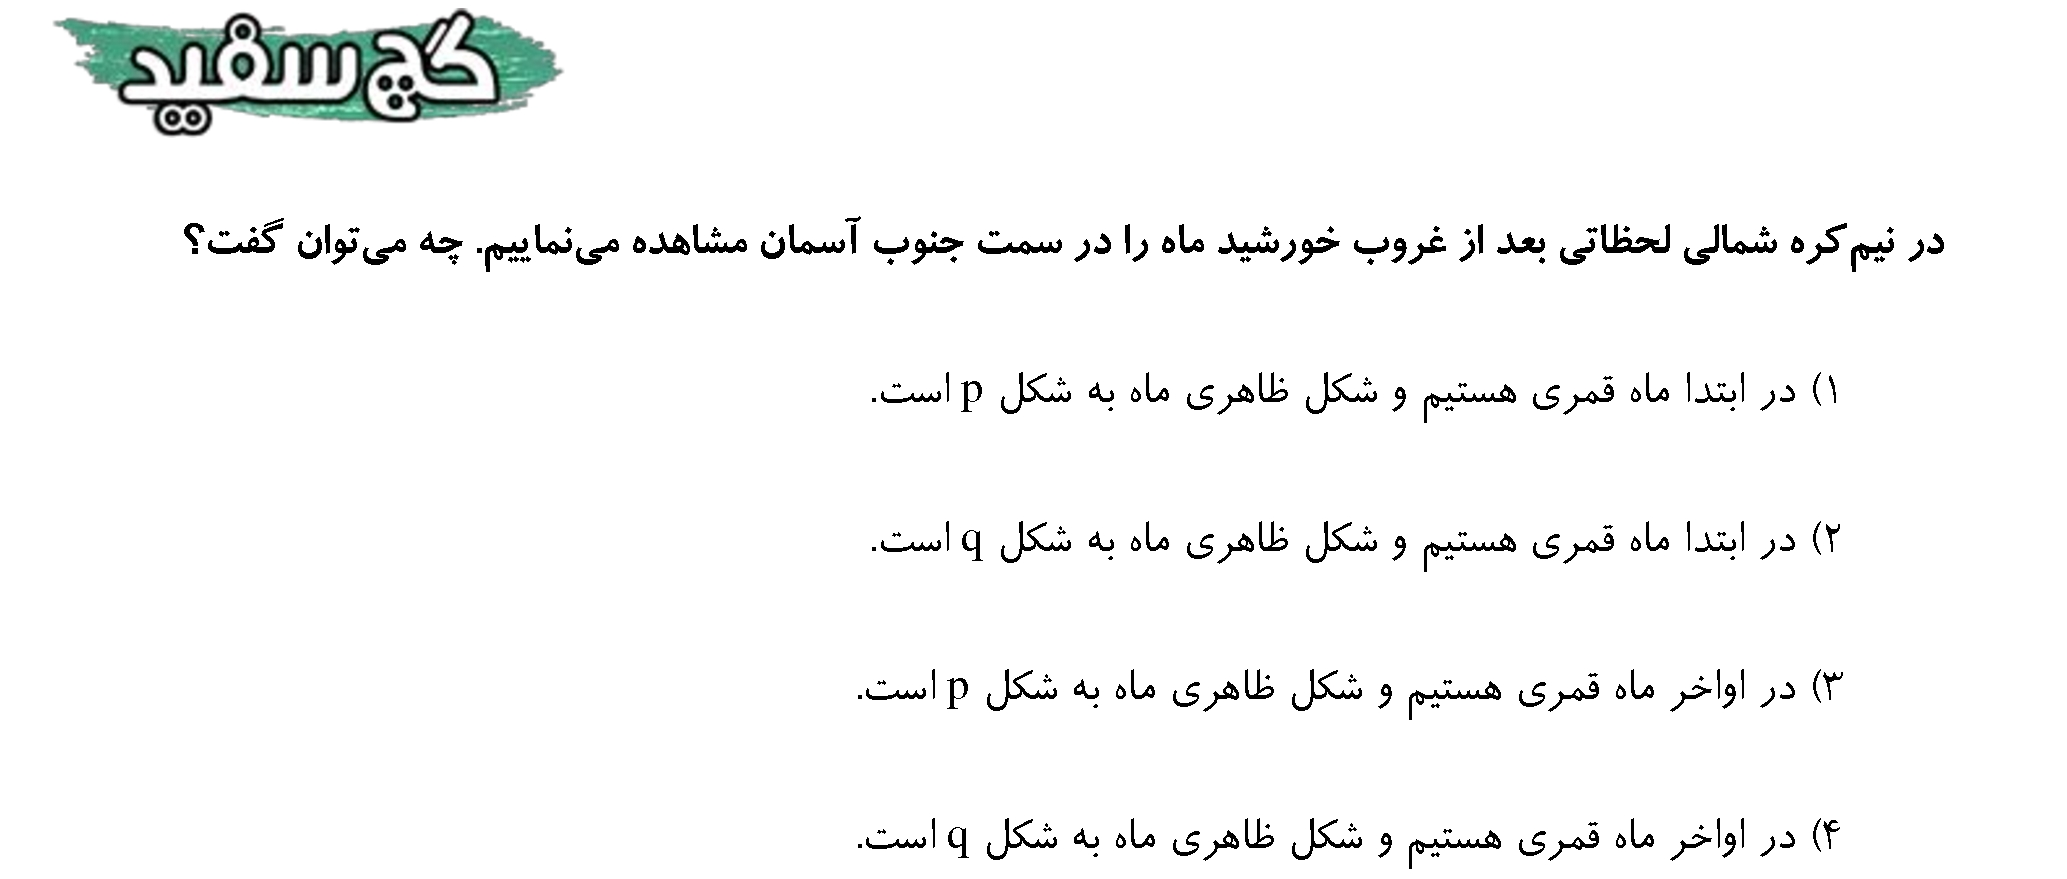 گچ سفید
در نیم‌کره شمالی لحظاتی بعد از غروب خورشید ماه را در سمت جنوب آسمان مشاهده می‌نماییم. چه می‌توان گفت؟
۱) در ابتدا ماه قمری هستیم و شکل ظاهری ماه به شکل p است.
۲) در ابتدا ماه قمری هستیم و شکل ظاهری ماه به شکل q است.
۳) در اواخر ماه قمری هستیم و شکل ظاهری ماه به شکل p است.
۴) در اواخر ماه قمری هستیم و شکل ظاهری ماه به شکل q است.